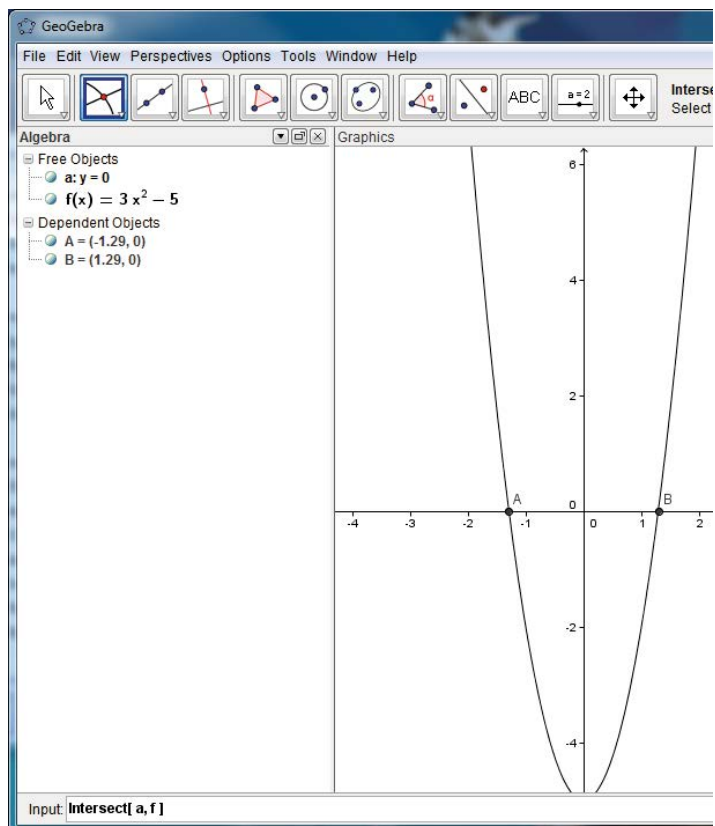 GeoGebra
File Edit View Perspectives Options Tools Window Help
α ABC a = 2 Interse
Select
Algebra Graphics
Free Objects
a: y = 0
f(x) = 3 x² − 5
Dependent Objects
A = (-1.29, 0)
B = (1.29, 0)
6
4
2
0
A B
-4 -3 -2 -1 0 1 2
-2
-4
Input: Intersect[ a, f ]